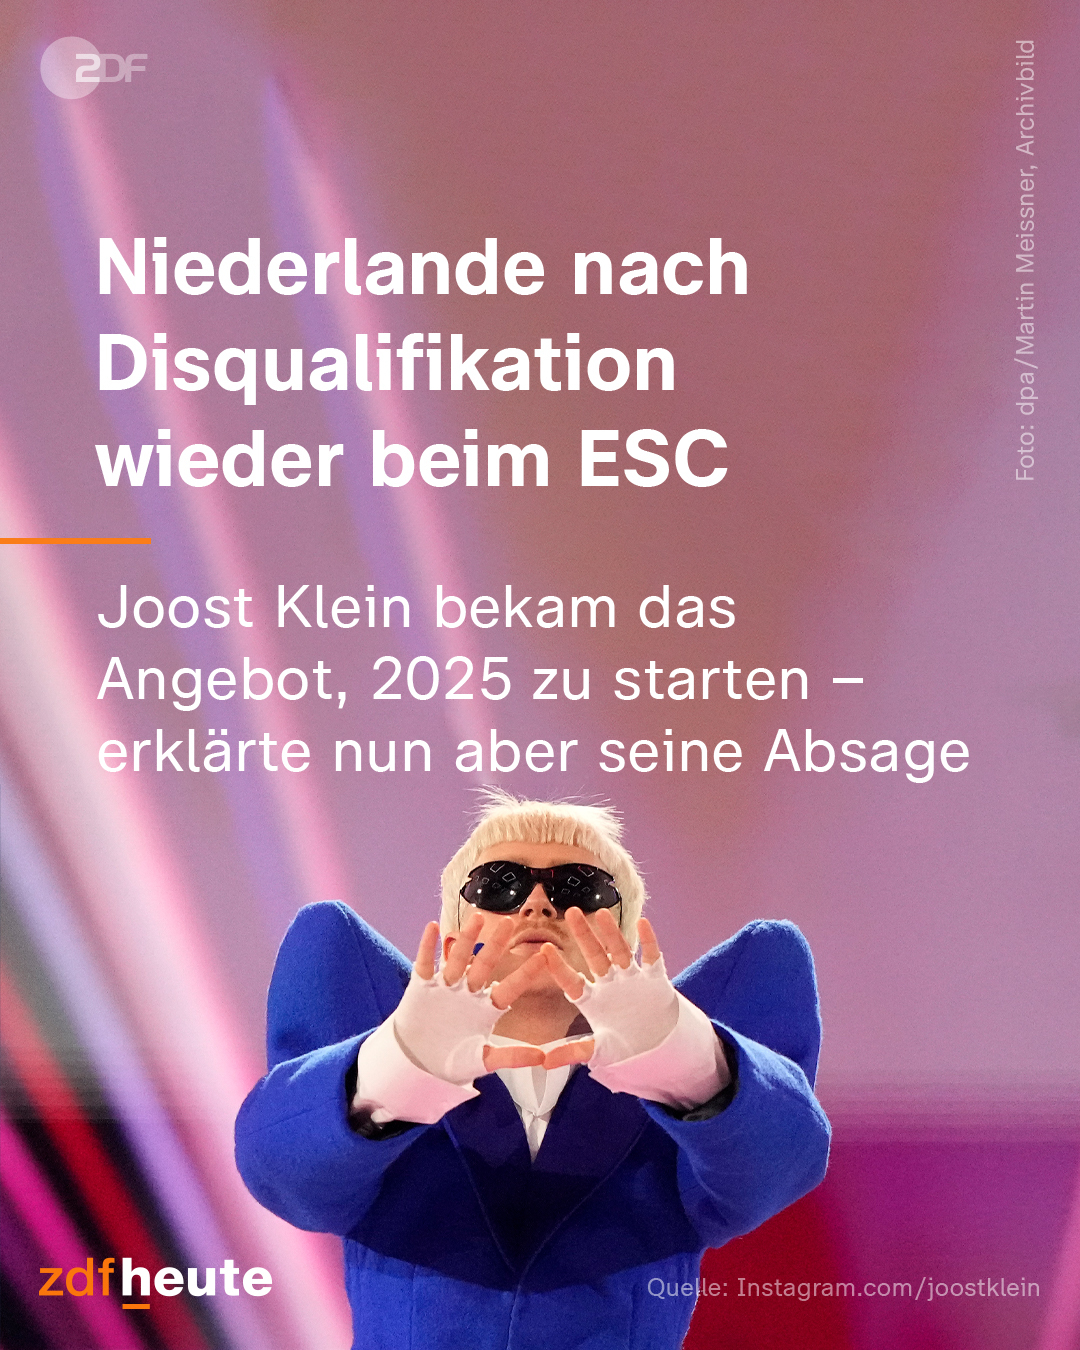 ZDF
Foto: dpa/Martin Meissner, Archivbild
Niederlande nach
Disqualifikation
wieder beim ESC
Joost Klein bekam das
Angebot, 2025 zu starten –
erklärte nun aber seine Absage
zdfheute
Quelle: Instagram.com/joostklein